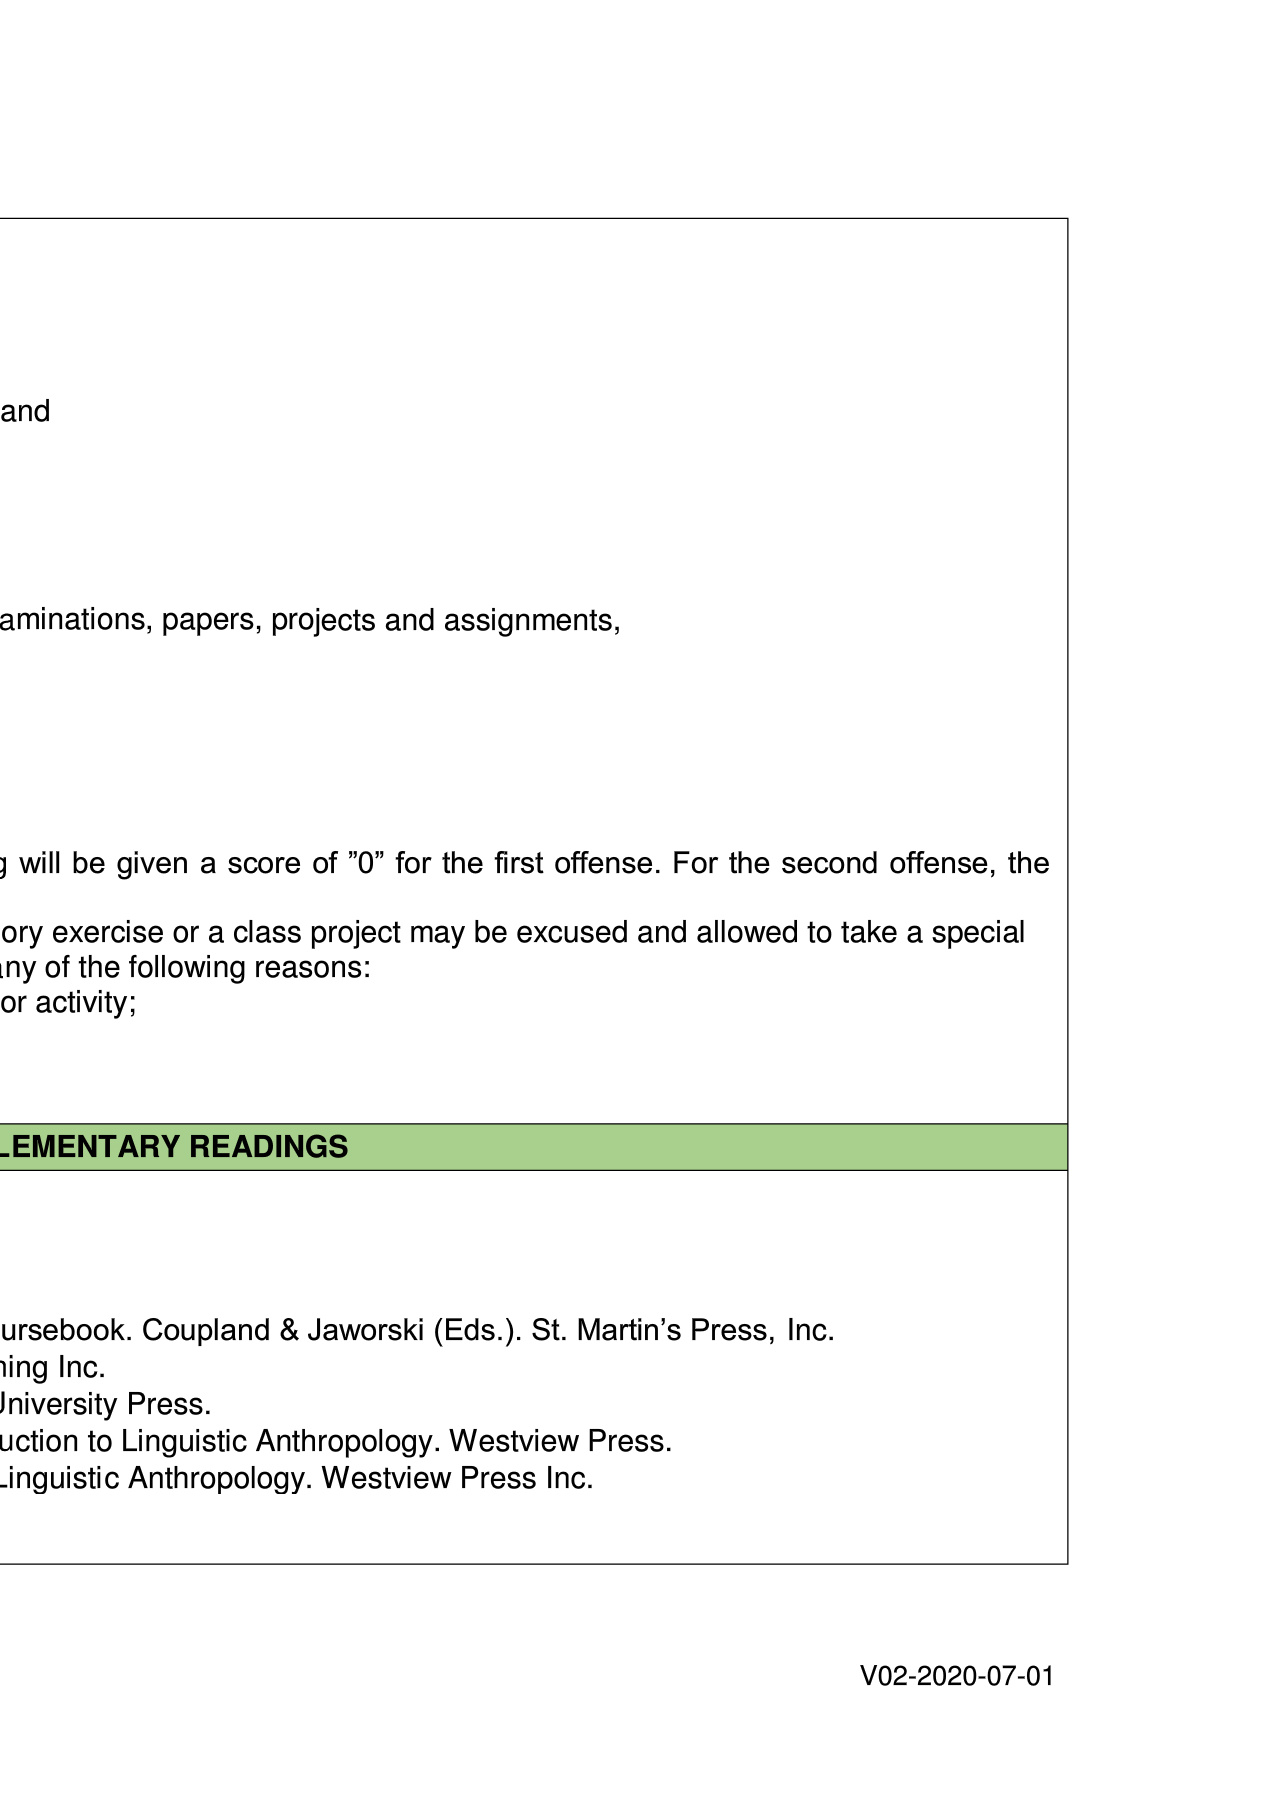 and
aminations, papers, projects and assignments,
g will be given a score of ”0” for the first offense. For the second offense, the
ory exercise or a class project may be excused and allowed to take a special
any of the following reasons:
or activity;
LEMENTARY READINGS
ursebook. Coupland & Jaworski (Eds.). St. Martin’s Press, Inc.
ning Inc.
University Press.
uction to Linguistic Anthropology. Westview Press.
Linguistic Anthropology. Westview Press Inc.
V02-2020-07-01